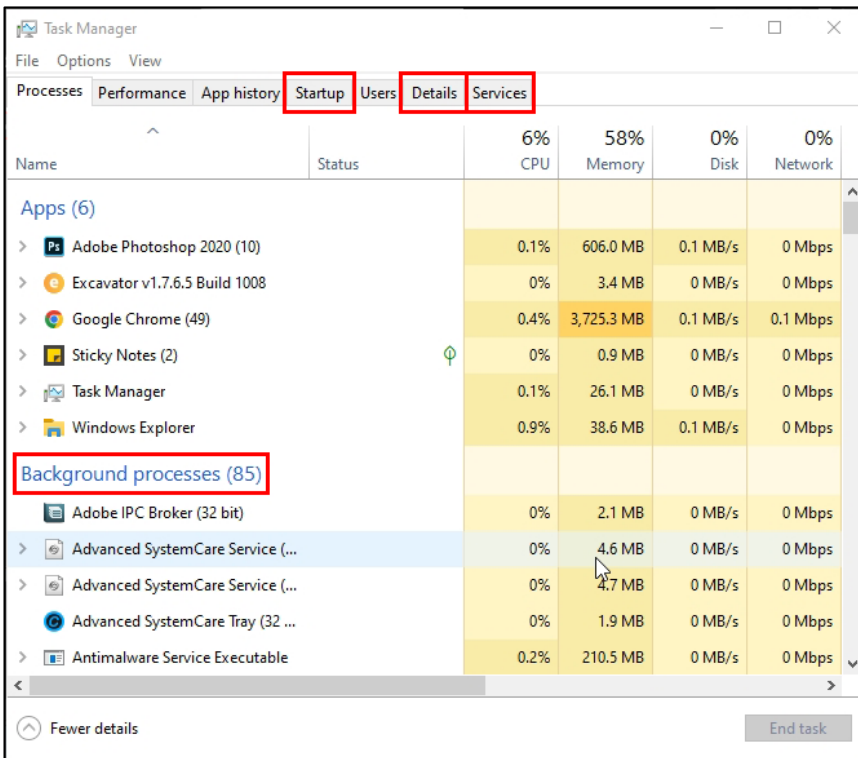 Task Manager
File Options View
Processes Performance App history Startup Users Details Services
6% 58% 0% 0%
Name Status CPU Memory Disk Network
Apps (6)
Ps Adobe Photoshop 2020 (10) 0.1% 606.0 MB 0.1 MB/s 0 Mbps
e Excavator v1.7.6.5 Build 1008 0% 3.4 MB 0 MB/s 0 Mbps
Google Chrome (49) 0.4% 3,725.3 MB 0.1 MB/s 0.1 Mbps
Sticky Notes (2) 0% 0.9 MB 0 MB/s 0 Mbps
Task Manager 0.1% 26.1 MB 0 MB/s 0 Mbps
Windows Explorer 0.9% 38.6 MB 0.1 MB/s 0 Mbps
Background processes (85)
Adobe IPC Broker (32 bit) 0% 2.1 MB 0 MB/s 0 Mbps
Advanced SystemCare Service (... 0% 4.6 MB 0 MB/s 0 Mbps
Advanced SystemCare Service (... 0% 4.7 MB 0 MB/s 0 Mbps
Advanced SystemCare Tray (32 ... 0% 1.9 MB 0 MB/s 0 Mbps
Antimalware Service Executable 0.2% 210.5 MB 0 MB/s 0 Mbps
Fewer details End task